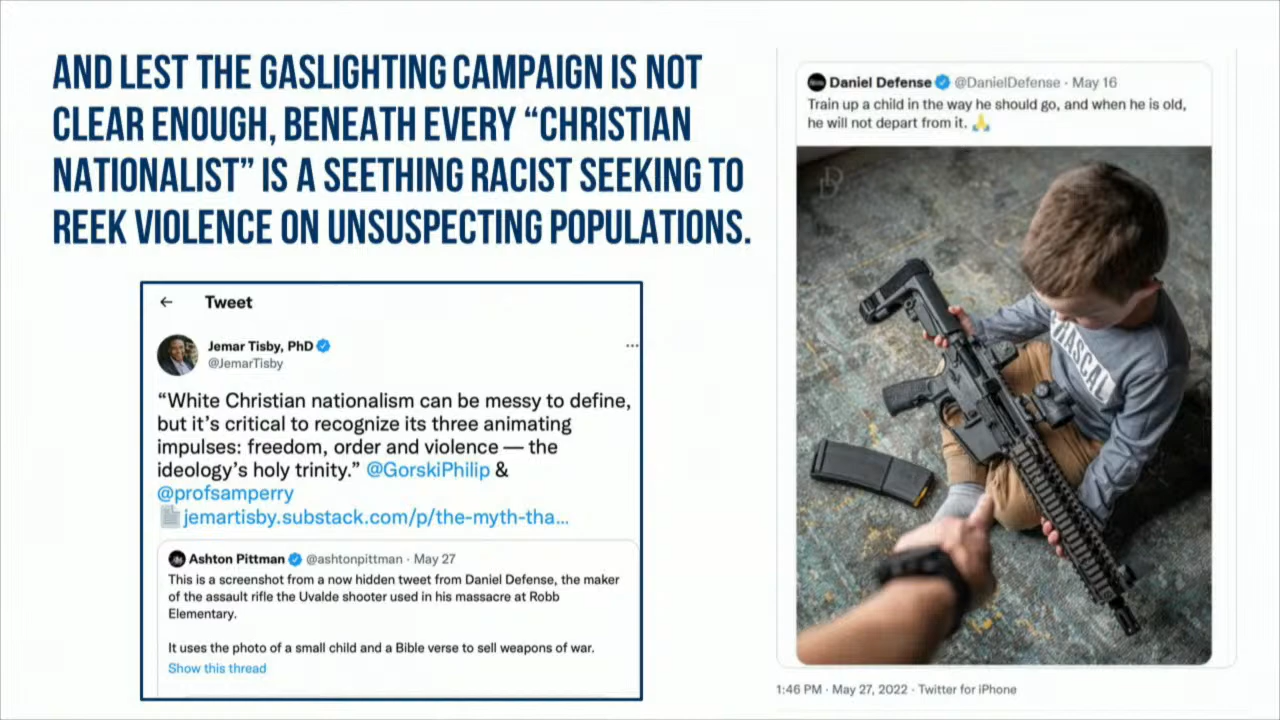 AND LEST THE GASLIGHTING CAMPAIGN IS NOT
CLEAR ENOUGH, BENEATH EVERY “CHRISTIAN
NATIONALIST” IS A SEETHING RACIST SEEKING TO
REEK VIOLENCE ON UNSUSPECTING POPULATIONS.
← Tweet
Jemar Tisby, PhD
@JemarTisby
...
“White Christian nationalism can be messy to define,
but it’s critical to recognize its three animating
impulses: freedom, order and violence — the
ideology’s holy trinity.” @GorskiPhilip &
@profsamperry
jemartisby.substack.com/p/the-myth-tha...
Ashton Pittman @ashtonpittman · May 27
This is a screenshot from a now hidden tweet from Daniel Defense, the maker
of the assault rifle the Uvalde shooter used in his massacre at Robb
Elementary.
It uses the photo of a small child and a Bible verse to sell weapons of war.
Show this thread
Daniel Defense @DanielDefense · May 16
Train up a child in the way he should go, and when he is old,
he will not depart from it. 🙏
RASCAL
1:46 PM · May 27, 2022 · Twitter for iPhone